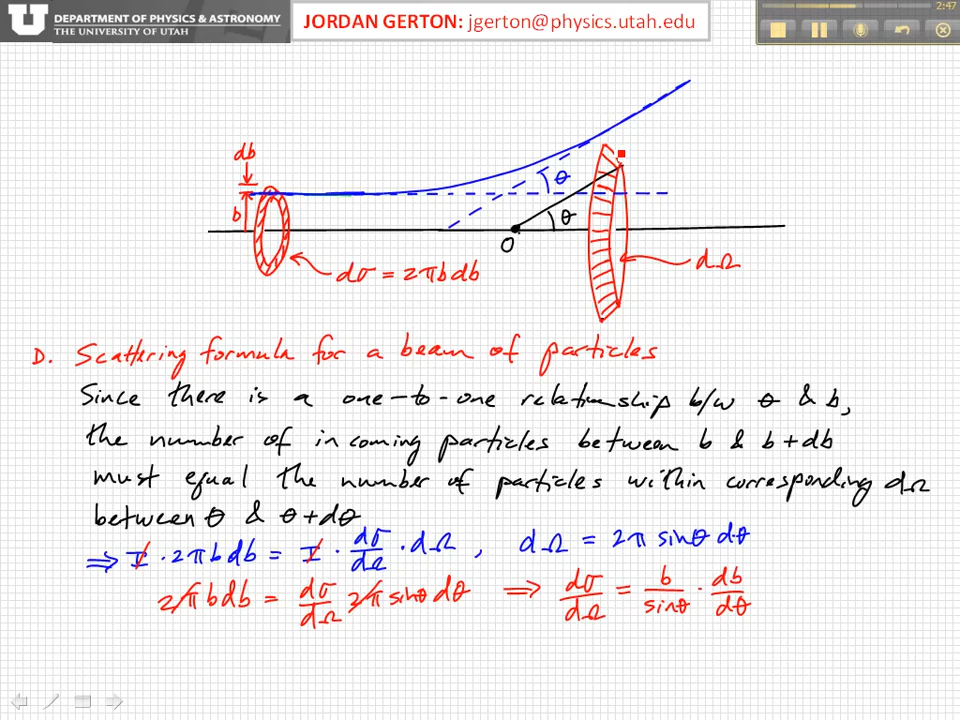 U DEPARTMENT OF PHYSICS & ASTRONOMY
THE UNIVERSITY OF UTAH
JORDAN GERTON: jgerton@physics.utah.edu
2:47
db
b
θ
θ
O
dσ = 2πb db
dΩ
D. Scattering formula for a beam of particles
Since there is a one-to-one relationship b/w θ & b,
the number of incoming particles between b & b+db
must equal the number of particles within corresponding dΩ
between θ & θ+dθ
⇒ I · 2πb db = I · dσ/dΩ · dΩ , dΩ = 2π sinθ dθ
2πb db = dσ/dΩ 2π sinθ dθ ⇒ dσ/dΩ = b/sinθ · db/dθ